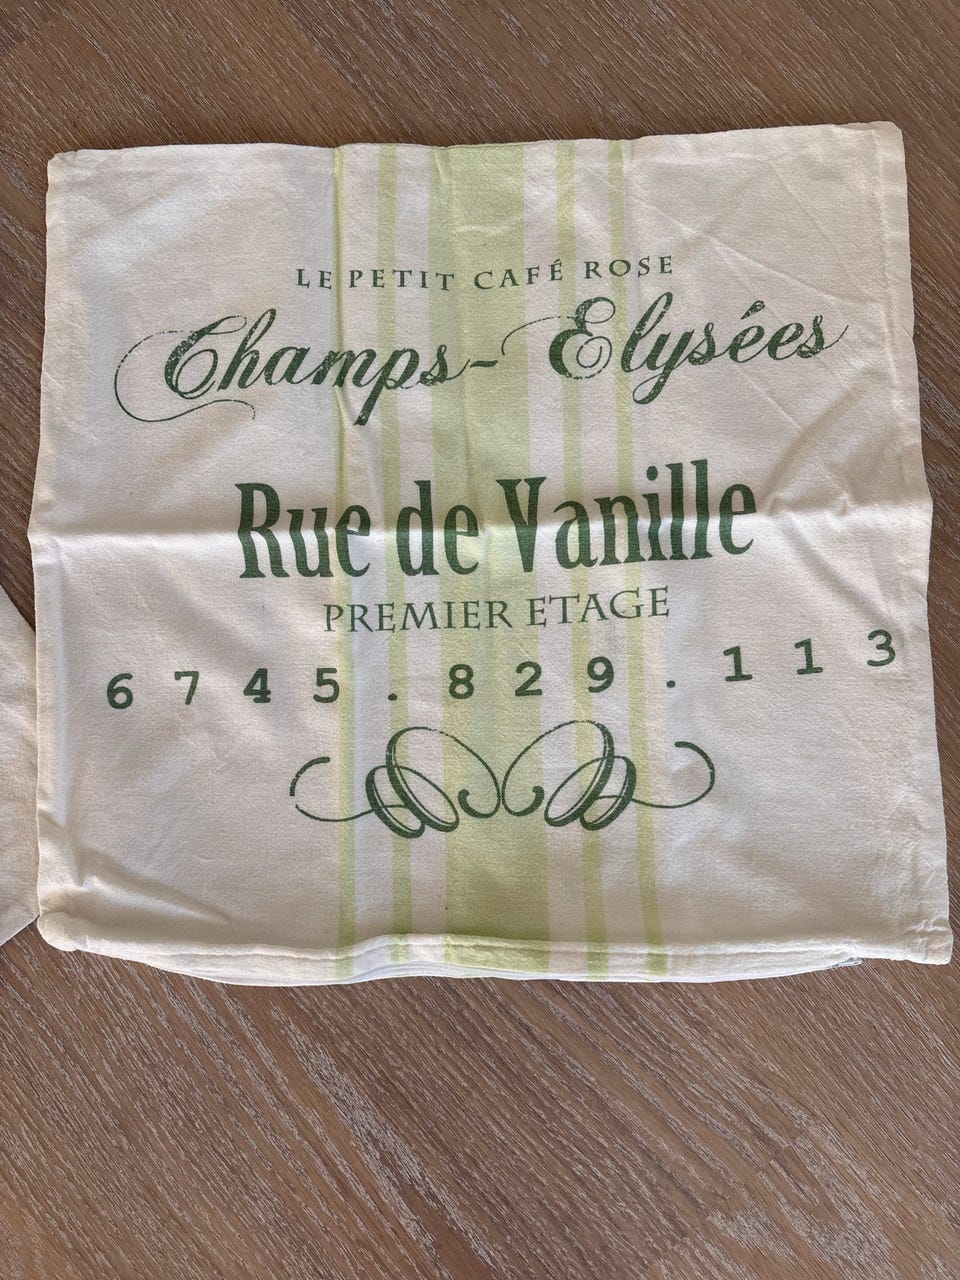 LE PETIT CAFÉ ROSE
Champs-Elysées
Rue de Vanille
PREMIER ETAGE
6745.829.113